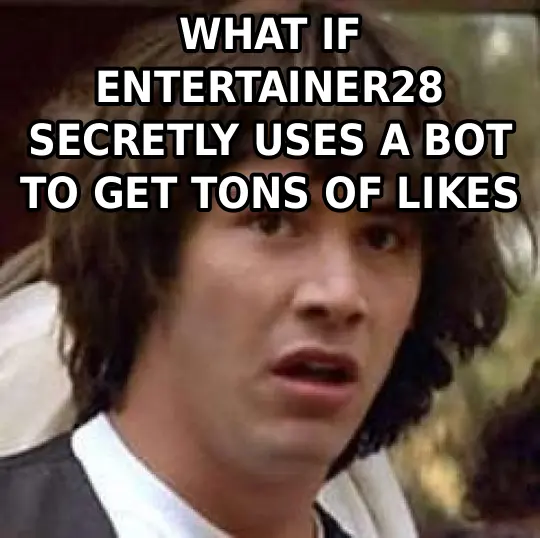 WHAT IF
ENTERTAINER28
SECRETLY USES A BOT
TO GET TONS OF LIKES